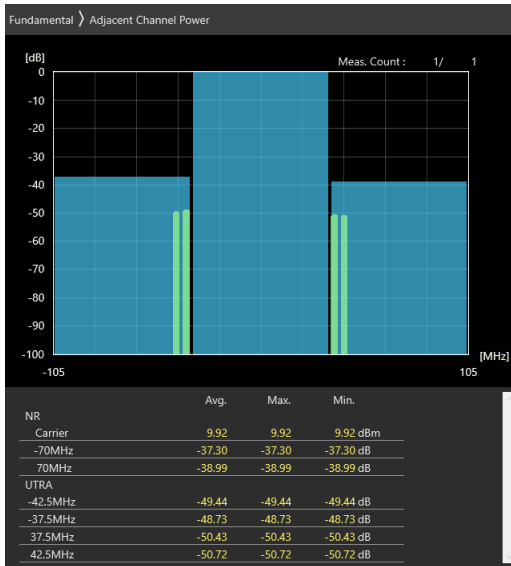 Fundamental 〉 Adjacent Channel Power
[dB]
Meas. Count : 1/ 1
0
-10
-20
-30
-40
-50
-60
-70
-80
-90
-100
[MHz]
-105 105
Avg. Max. Min.
NR
Carrier 9.92 9.92 9.92 dBm
-70MHz -37.30 -37.30 -37.30 dB
70MHz -38.99 -38.99 -38.99 dB
UTRA
-42.5MHz -49.44 -49.44 -49.44 dB
-37.5MHz -48.73 -48.73 -48.73 dB
37.5MHz -50.43 -50.43 -50.43 dB
42.5MHz -50.72 -50.72 -50.72 dB